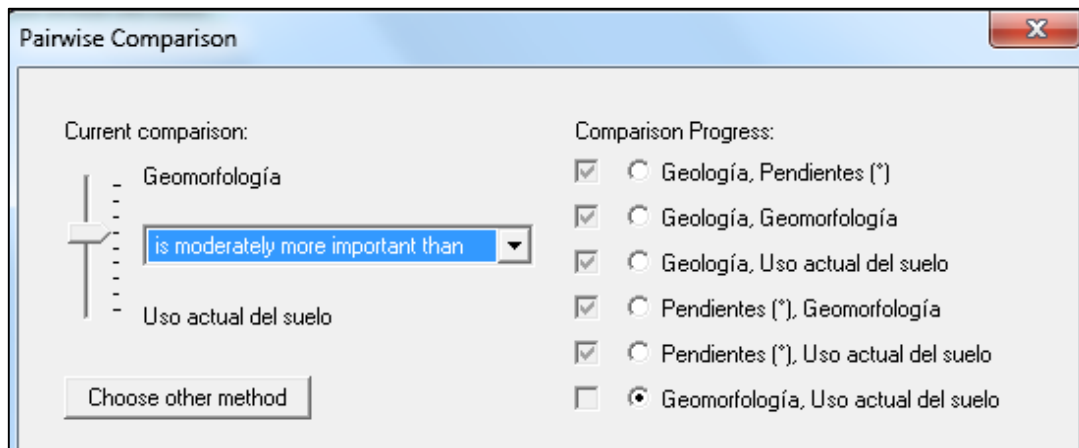 Pairwise Comparison
Current comparison:
Geomorfología
is moderately more important than
Uso actual del suelo
Choose other method
Comparison Progress:
Geología, Pendientes (°)
Geología, Geomorfología
Geología, Uso actual del suelo
Pendientes (°), Geomorfología
Pendientes (°), Uso actual del suelo
Geomorfología, Uso actual del suelo